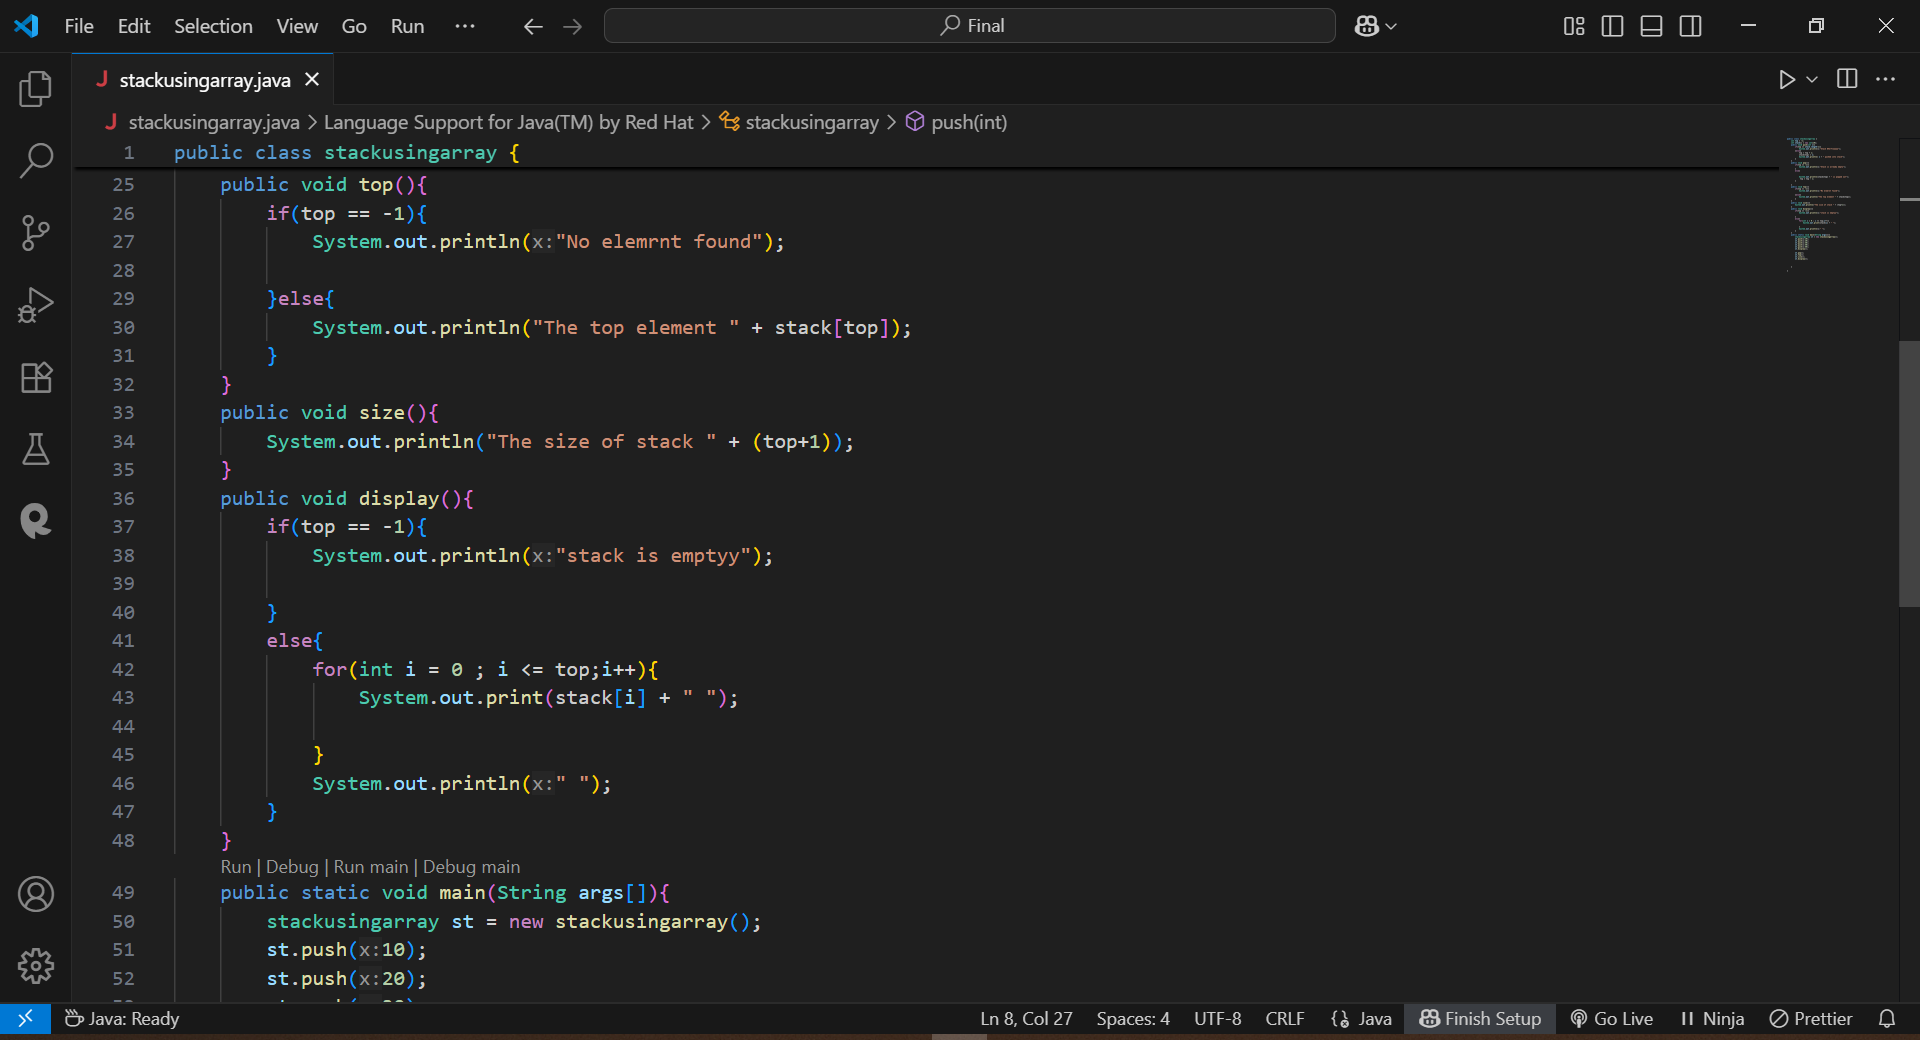 File Edit Selection View Go Run ··· Final
stackusingarray.java
stackusingarray.java > Language Support for Java(TM) by Red Hat > stackusingarray > push(int)
1 public class stackusingarray {
25 public void top(){
26 if(top == -1){
27 System.out.println(x:"No elemrnt found");
28
29 }else{
30 System.out.println("The top element " + stack[top]);
31 }
32 }
33 public void size(){
34 System.out.println("The size of stack " + (top+1));
35 }
36 public void display(){
37 if(top == -1){
38 System.out.println(x:"stack is emptyy");
39
40 }
41 else{
42 for(int i = 0 ; i <= top;i++){
43 System.out.print(stack[i] + " ");
44
45 }
46 System.out.println(x:" ");
47 }
48 }
Run | Debug | Run main | Debug main
49 public static void main(String args[]){
50 stackusingarray st = new stackusingarray();
51 st.push(x:10);
52 st.push(x:20);
Java: Ready Ln 8, Col 27 Spaces: 4 UTF-8 CRLF Java Finish Setup Go Live Ninja Prettier